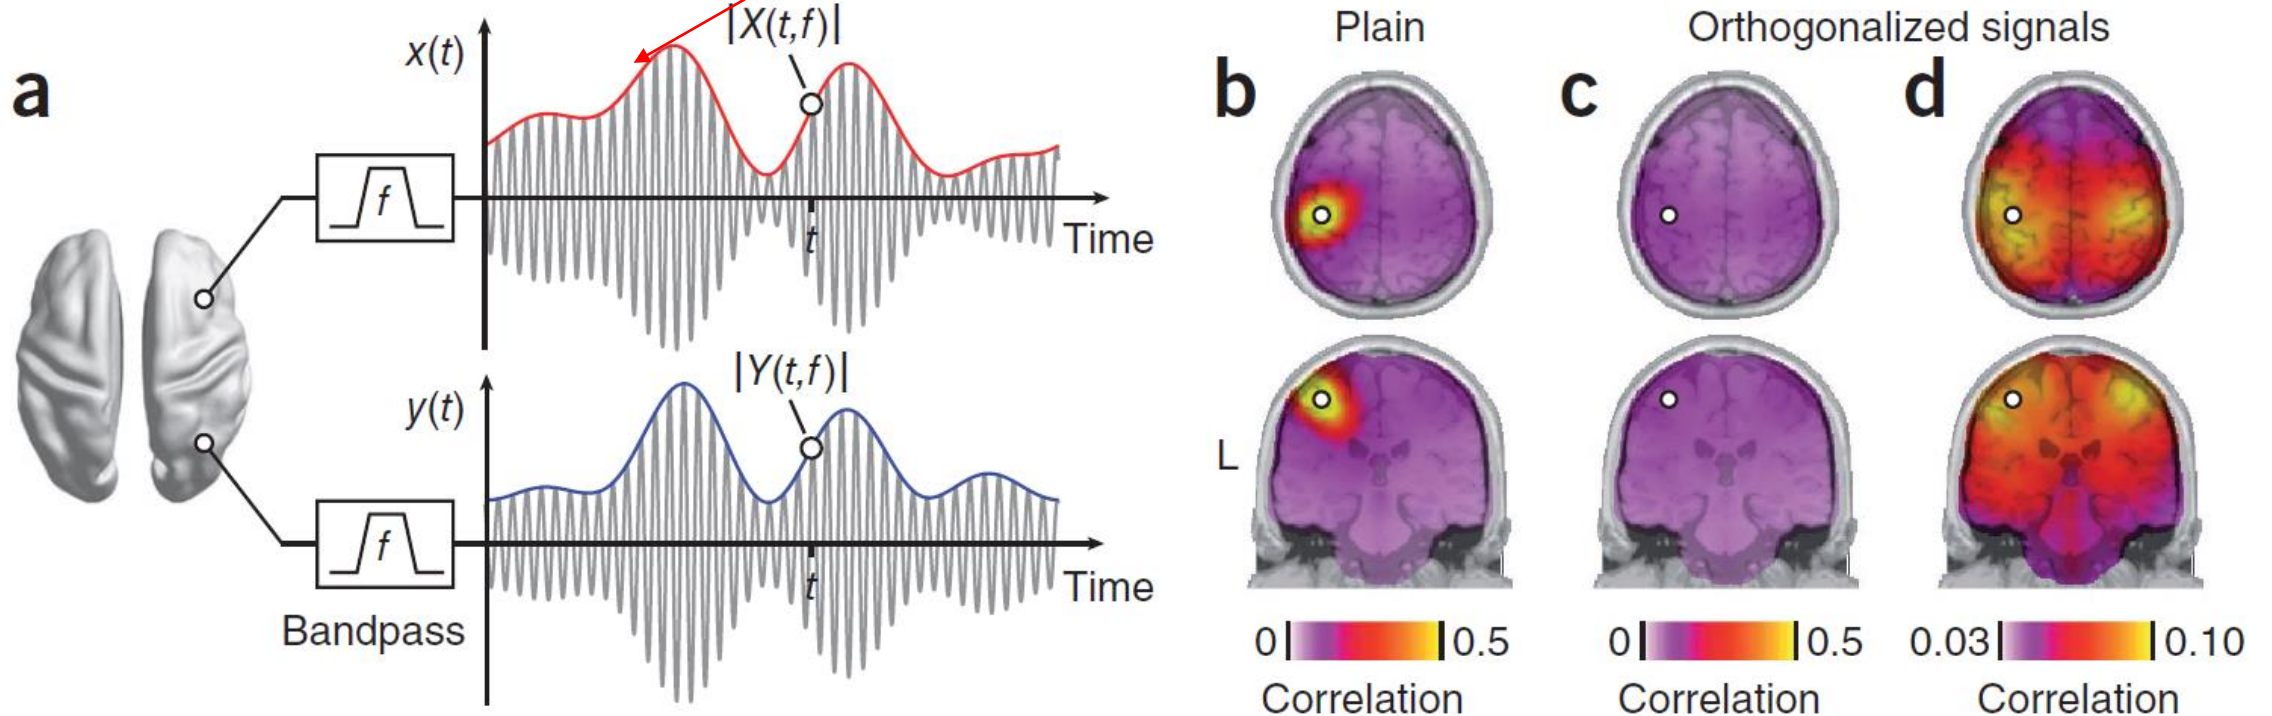 a
x(t)
|X(t,f)|
f
t
Time
y(t)
|Y(t,f)|
f
t
Time
Bandpass
Plain
Orthogonalized signals
b
c
d
L
0 0.5
Correlation
0 0.5
Correlation
0.03 0.10
Correlation